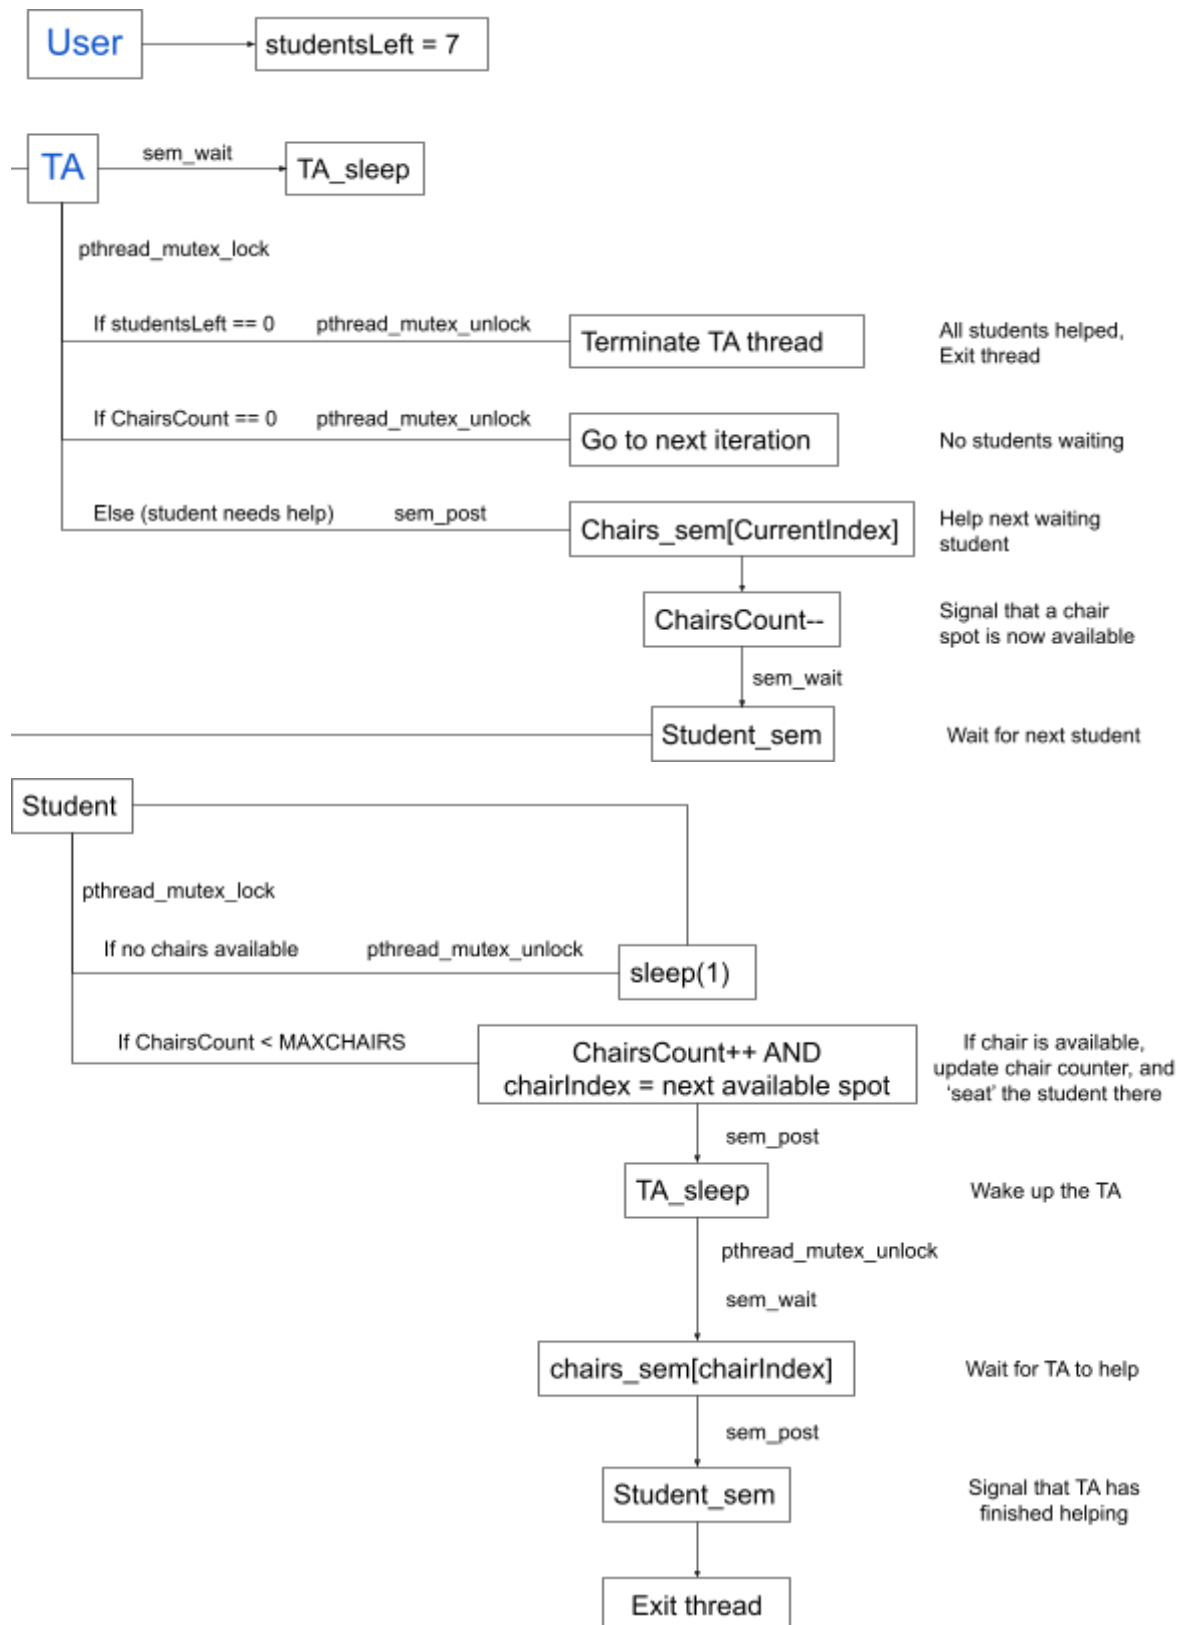 User
studentsLeft = 7
TA
sem_wait
TA_sleep
pthread_mutex_lock
If studentsLeft == 0
pthread_mutex_unlock
Terminate TA thread
All students helped,
Exit thread
If ChairsCount == 0
pthread_mutex_unlock
Go to next iteration
No students waiting
Else (student needs help)
sem_post
Chairs_sem[CurrentIndex]
Help next waiting
student
ChairsCount--
Signal that a chair
spot is now available
sem_wait
Student_sem
Wait for next student
Student
pthread_mutex_lock
If no chairs available
pthread_mutex_unlock
sleep(1)
If ChairsCount < MAXCHAIRS
ChairsCount++ AND
chairIndex = next available spot
If chair is available,
update chair counter, and
‘seat’ the student there
sem_post
TA_sleep
Wake up the TA
pthread_mutex_unlock
sem_wait
chairs_sem[chairIndex]
Wait for TA to help
sem_post
Student_sem
Signal that TA has
finished helping
Exit thread